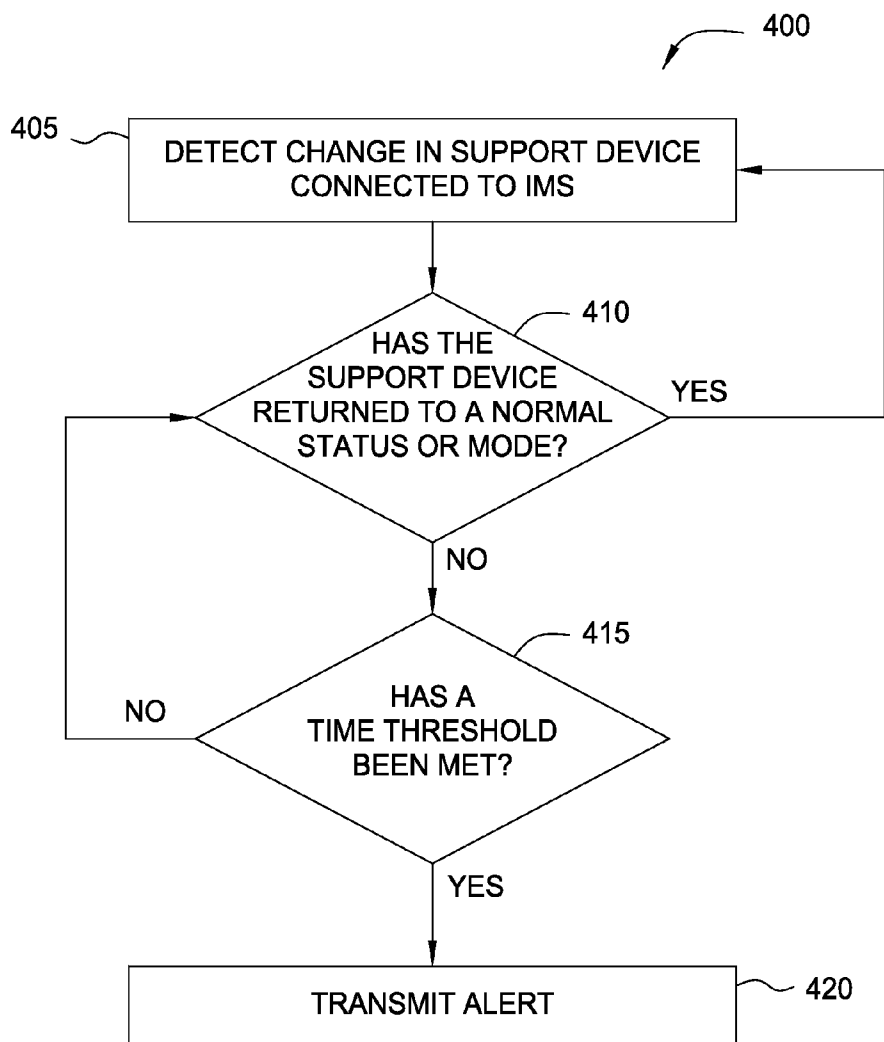 400
405
DETECT CHANGE IN SUPPORT DEVICE
CONNECTED TO IMS
410
HAS THE
SUPPORT DEVICE
RETURNED TO A NORMAL
STATUS OR MODE?
YES
NO
415
HAS A
TIME THRESHOLD
BEEN MET?
NO
YES
TRANSMIT ALERT
420